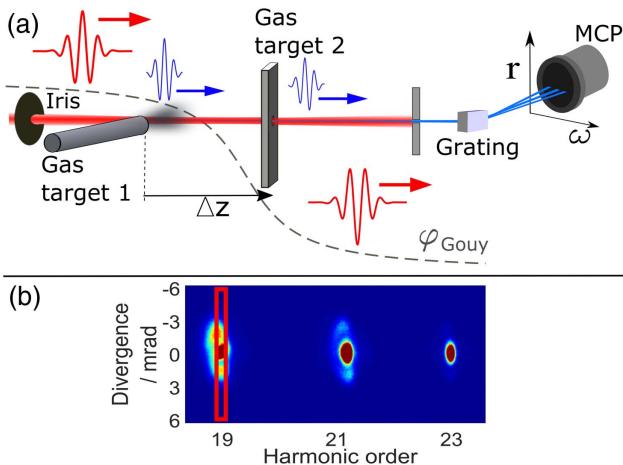 (a)
Iris
Gas
target 1
Δz
Gas
target 2
φGouy
Grating
MCP
r
ω
(b)
Divergence
/ mrad
-6
-3
0
3
6
19
21
23
Harmonic order